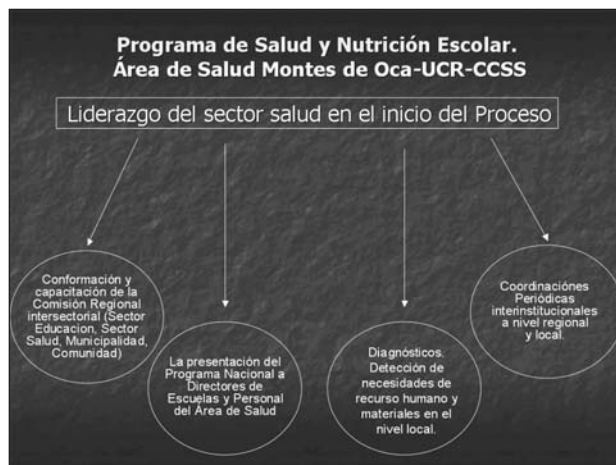 Programa de Salud y Nutrición Escolar.
Área de Salud Montes de Oca-UCR-CCSS
Liderazgo del sector salud en el inicio del Proceso
Conformación y
capacitación de la
Comisión Regional
intersectorial (Sector
Educacion, Sector
Salud, Municipalidad,
Comunidad)
La presentación del
Programa Nacional a
Directores de
Escuelas y Personal
del Área de Salud
Diagnósticos.
Detección de
necesidades de
recurso humano y
materiales en el
nivel local.
Coordinaciónes
Periódicas
interinstitucionales
a nivel regional
y local.